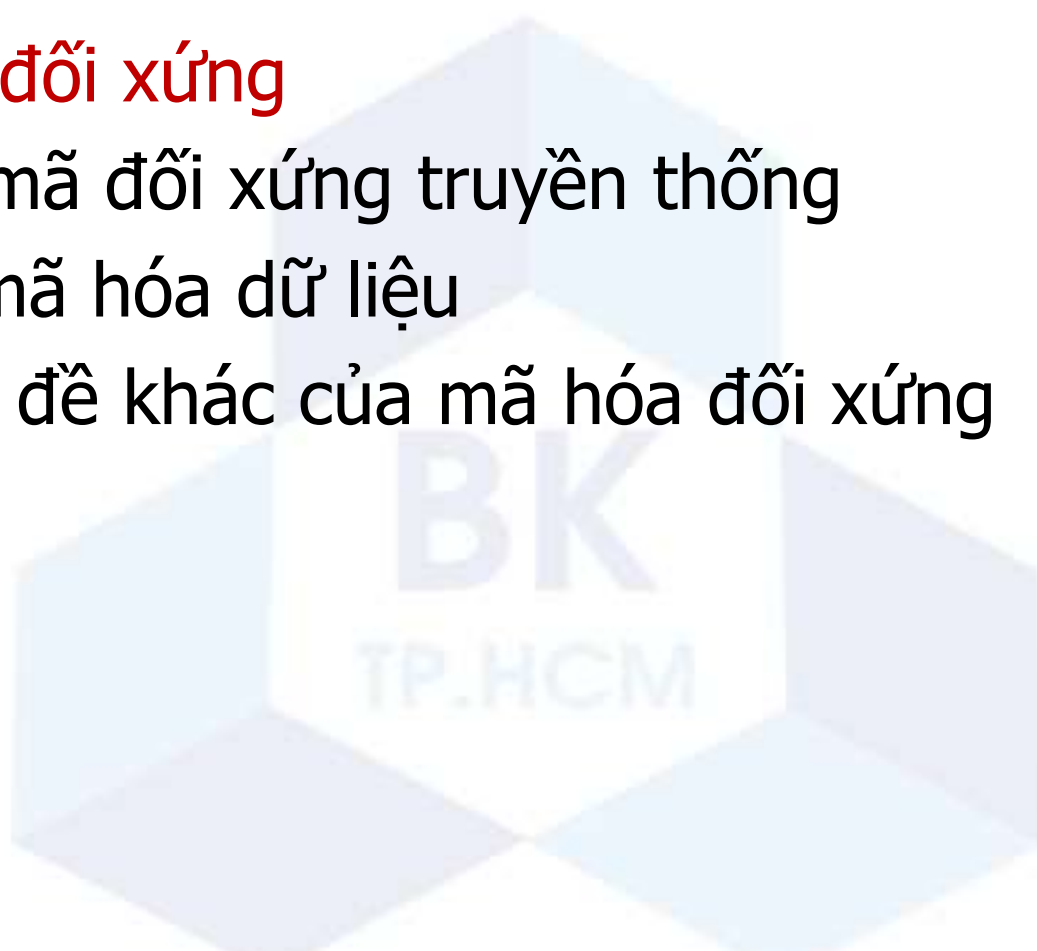 đối xứng
mã đối xứng truyền thống
mã hóa dữ liệu
đề khác của mã hóa đối xứng
BK
TP.HCM